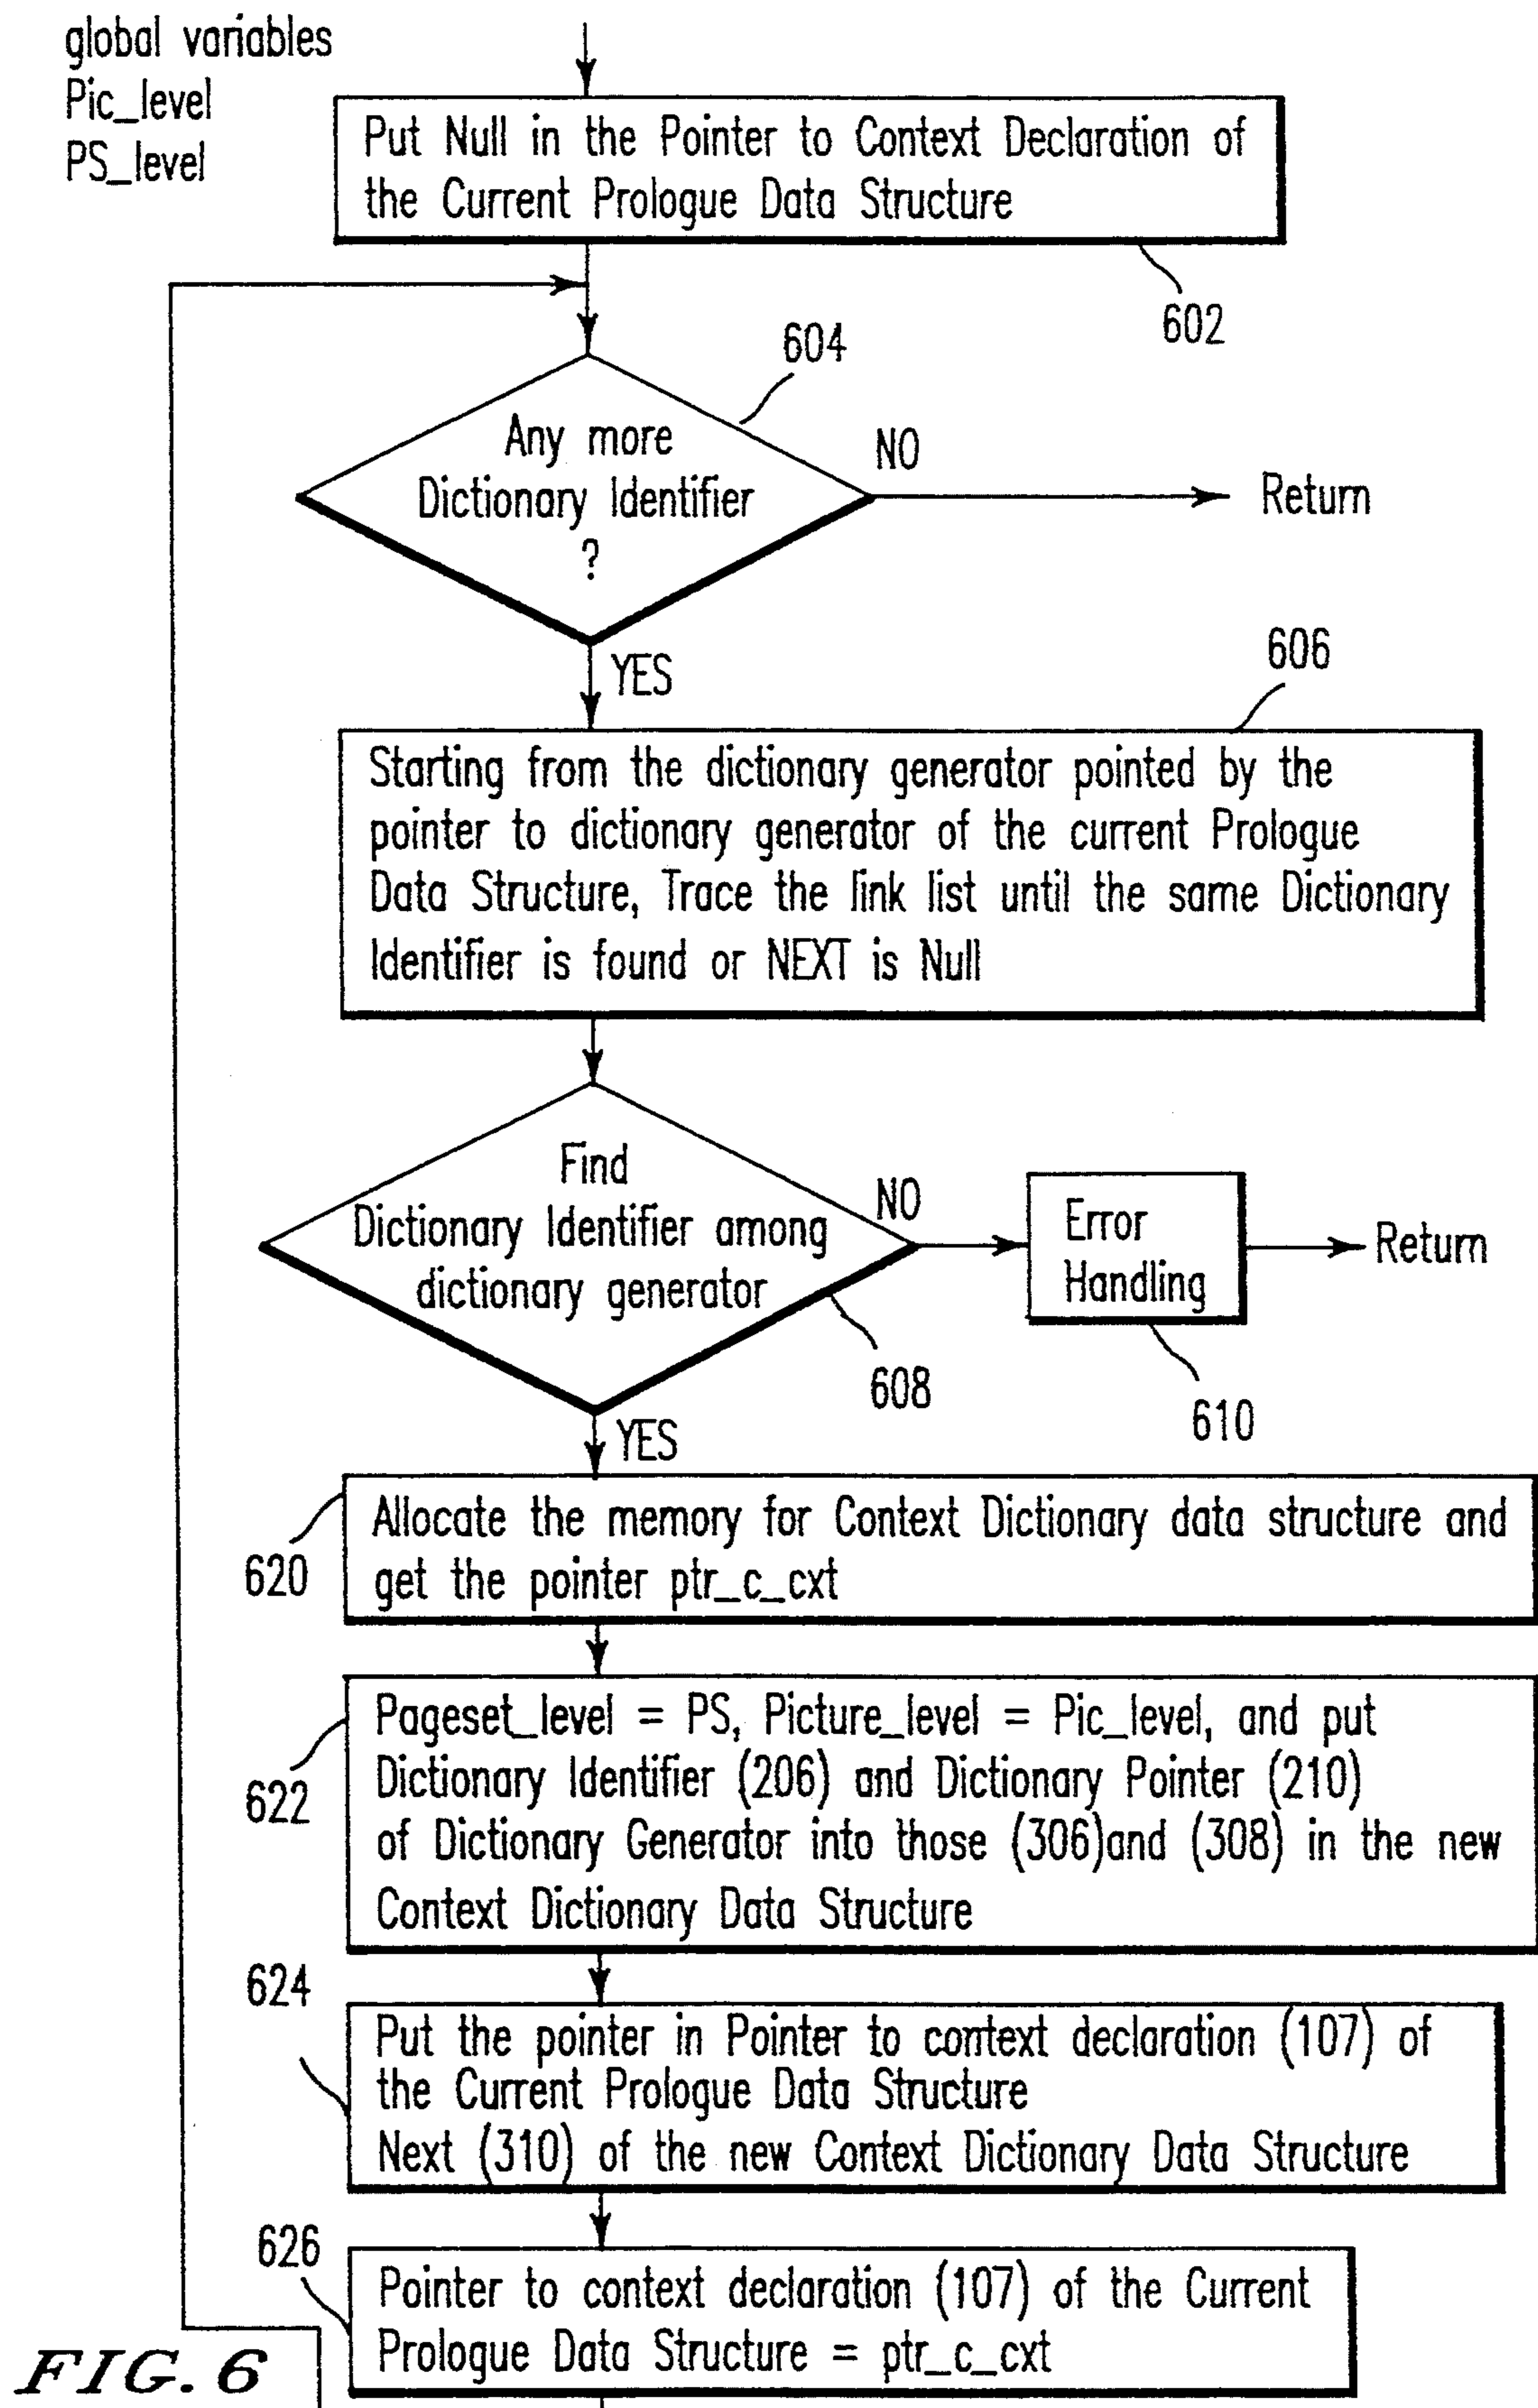 global variables
Pic_level
PS_level
Put Null in the Pointer to Context Declaration of
the Current Prologue Data Structure
602
604
Any more
Dictionary Identifier
?
NO
Return
YES
606
Starting from the dictionary generator pointed by the
pointer to dictionary generator of the current Prologue
Data Structure, Trace the link list until the same Dictionary
Identifier is found or NEXT is Null
Find
Dictionary Identifier among
dictionary generator
NO
Error
Handling
Return
608
610
YES
620
Allocate the memory for Context Dictionary data structure and
get the pointer ptr_c_cxt
622
Pageset_level = PS, Picture_level = Pic_level, and put
Dictionary Identifier (206) and Dictionary Pointer (210)
of Dictionary Generator into those (306)and (308) in the new
Context Dictionary Data Structure
624
Put the pointer in Pointer to context declaration (107) of
the Current Prologue Data Structure
Next (310) of the new Context Dictionary Data Structure
626
Pointer to context declaration (107) of the Current
Prologue Data Structure = ptr_c_cxt
FIG. 6